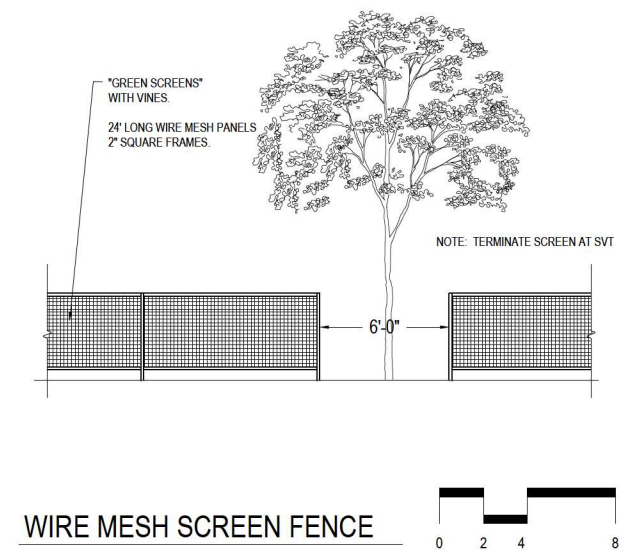 "GREEN SCREENS"
WITH VINES.
24' LONG WIRE MESH PANELS
2" SQUARE FRAMES.
NOTE: TERMINATE SCREEN AT SVT
6'-0"
WIRE MESH SCREEN FENCE
0 2 4 8